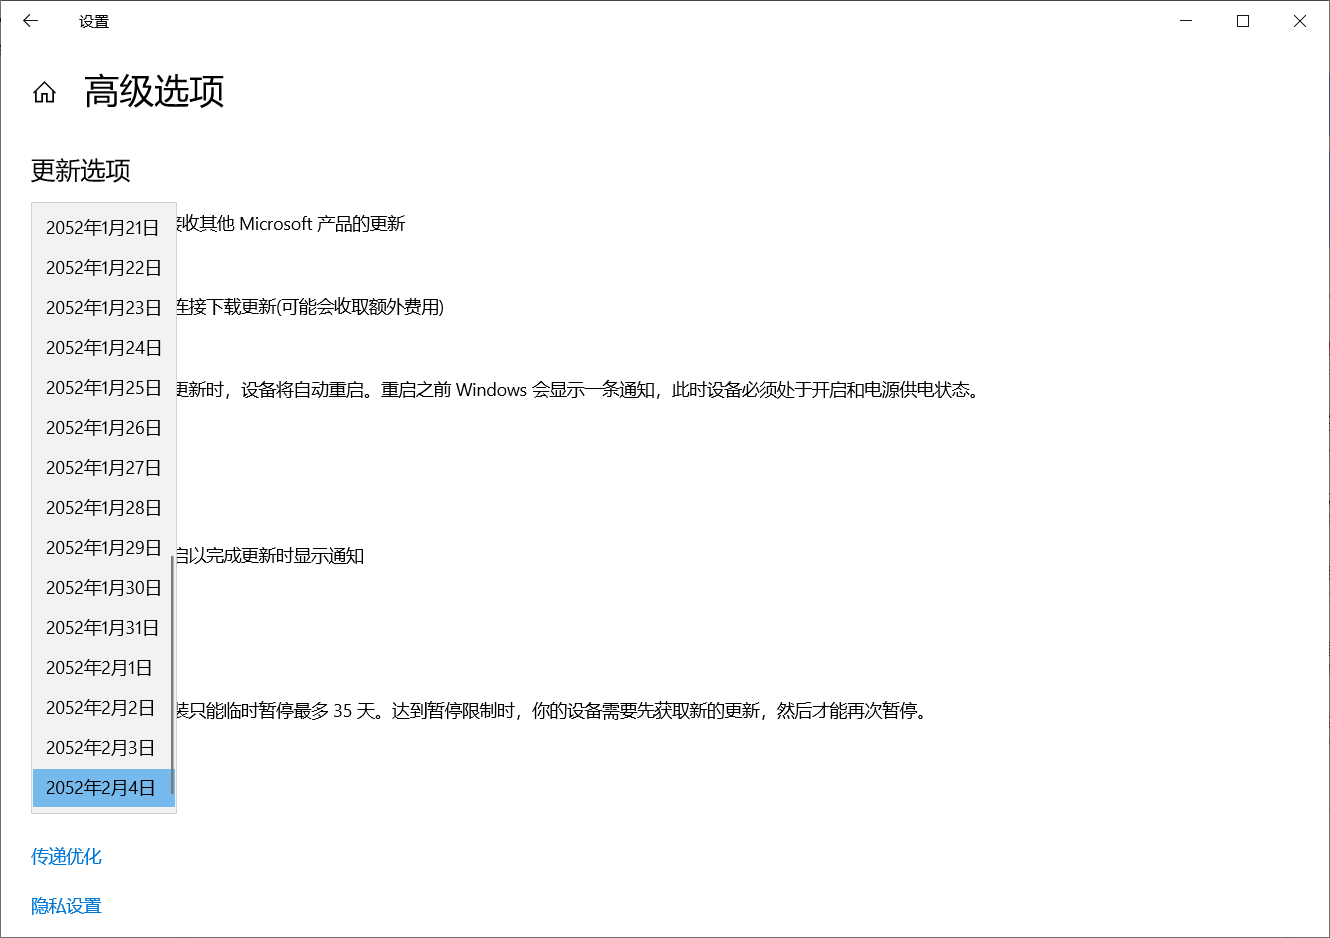 设置
高级选项
更新选项
2052年1月21日
收其他 Microsoft 产品的更新
2052年1月22日
2052年1月23日
连接下载更新(可能会收取额外费用)
2052年1月24日
2052年1月25日
更新时，设备将自动重启。重启之前 Windows 会显示一条通知，此时设备必须处于开启和电源供电状态。
2052年1月26日
2052年1月27日
2052年1月28日
2052年1月29日
启以完成更新时显示通知
2052年1月30日
2052年1月31日
2052年2月1日
2052年2月2日
装只能临时暂停最多 35 天。达到暂停限制时，你的设备需要先获取新的更新，然后才能再次暂停。
2052年2月3日
2052年2月4日
传递优化
隐私设置